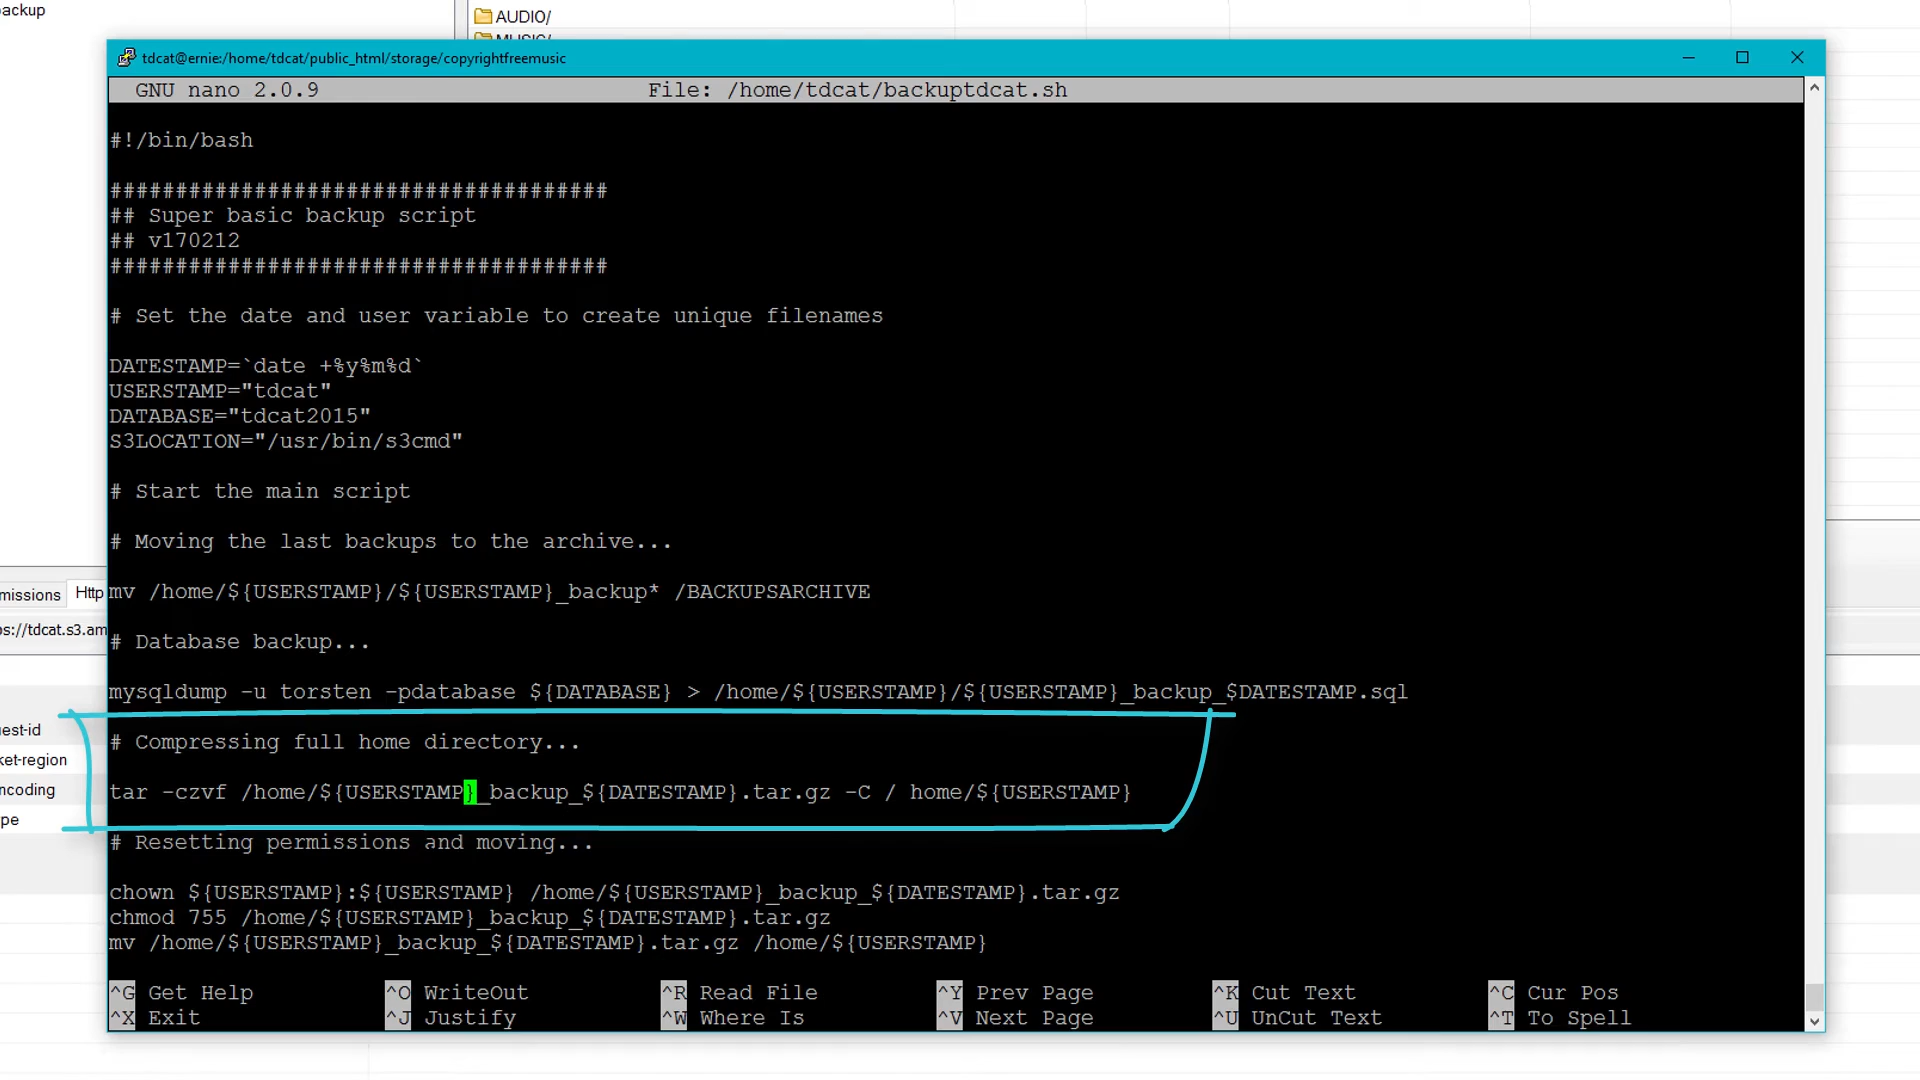 ackup
AUDIO/
MUSIC/
tdcat@ernie:/home/tdcat/public_html/storage/copyrightfreemusic
GNU nano 2.0.9 File: /home/tdcat/backuptdcat.sh
#!/bin/bash
######################################
## Super basic backup script
## v170212
######################################
# Set the date and user variable to create unique filenames
DATESTAMP=`date +%y%m%d`
USERSTAMP="tdcat"
DATABASE="tdcat2015"
S3LOCATION="/usr/bin/s3cmd"
# Start the main script
# Moving the last backups to the archive...
mv /home/${USERSTAMP}/${USERSTAMP}_backup* /BACKUPSARCHIVE
# Database backup...
mysqldump -u torsten -pdatabase ${DATABASE} > /home/${USERSTAMP}/${USERSTAMP}_backup_$DATESTAMP.sql
# Compressing full home directory...
tar -czvf /home/${USERSTAMP}_backup_${DATESTAMP}.tar.gz -C / home/${USERSTAMP}
# Resetting permissions and moving...
chown ${USERSTAMP}:${USERSTAMP} /home/${USERSTAMP}_backup_${DATESTAMP}.tar.gz
chmod 755 /home/${USERSTAMP}_backup_${DATESTAMP}.tar.gz
mv /home/${USERSTAMP}_backup_${DATESTAMP}.tar.gz /home/${USERSTAMP}
^G Get Help ^O WriteOut ^R Read File ^Y Prev Page ^K Cut Text ^C Cur Pos
^X Exit ^J Justify ^W Where Is ^V Next Page ^U UnCut Text ^T To Spell
missions Http
os://tdcat.s3.am
uest-id
ket-region
ncoding
pe